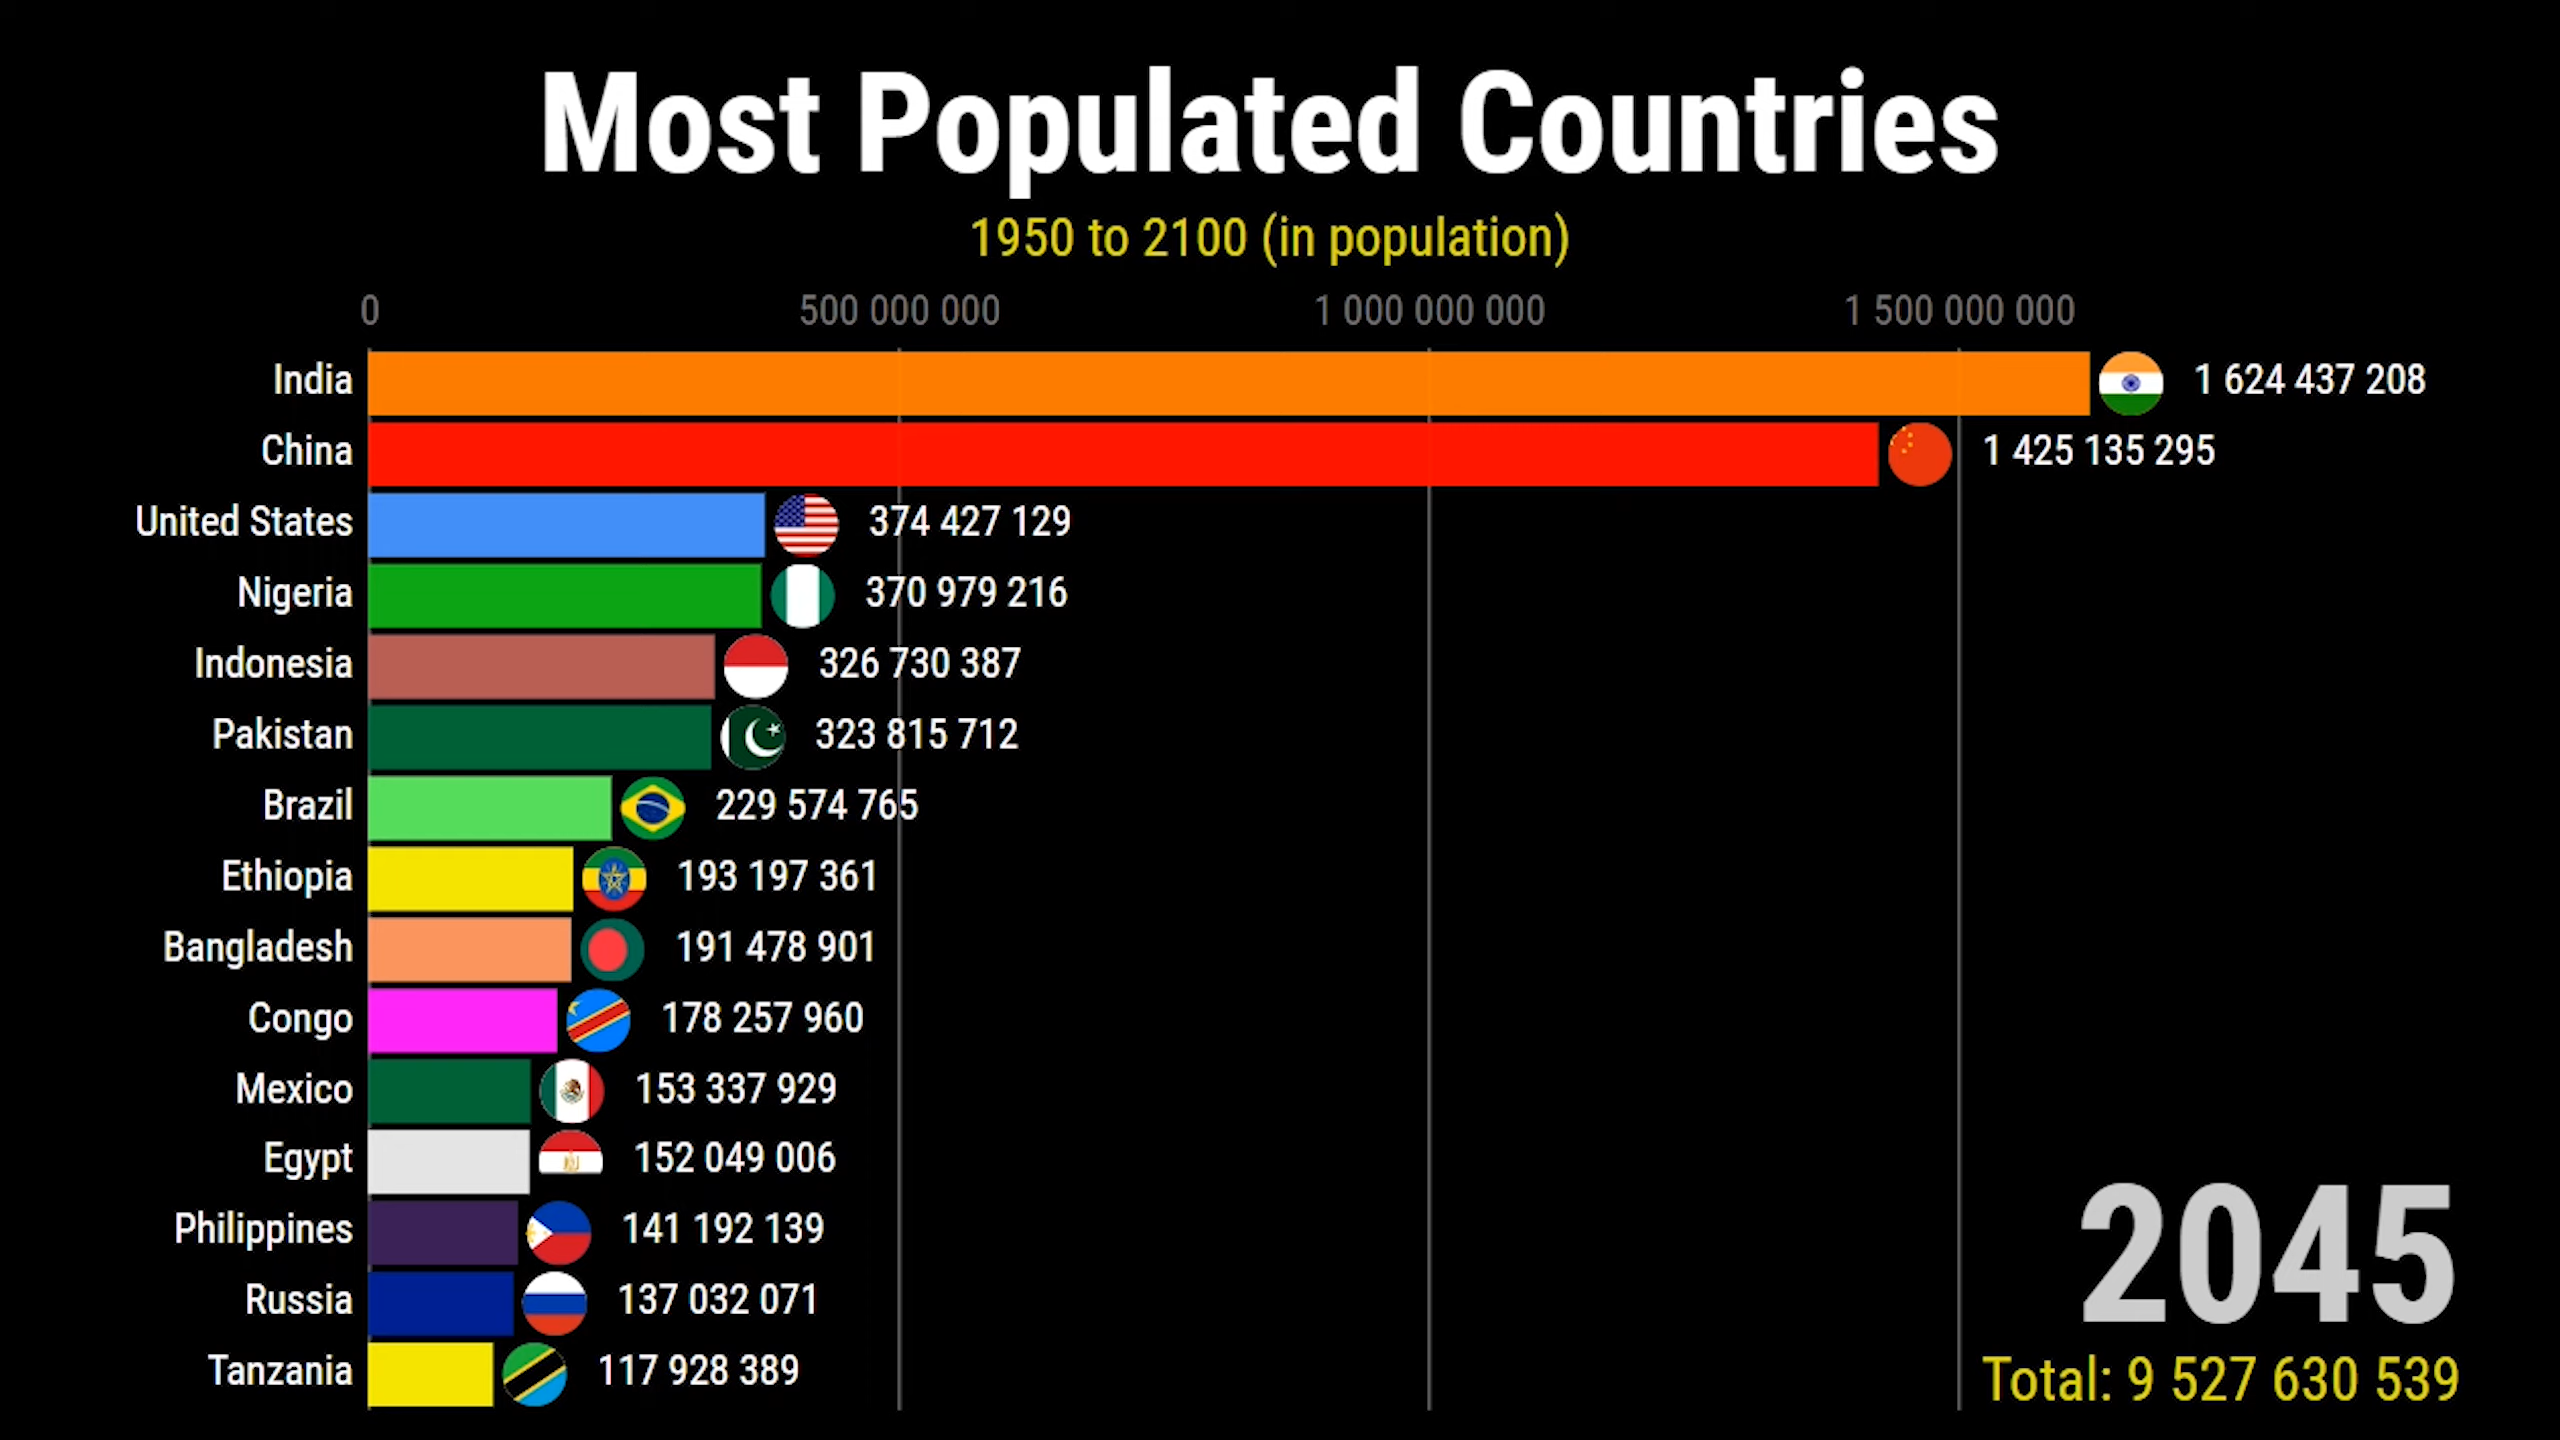 Most Populated Countries
1950 to 2100 (in population)
0 500 000 000 1 000 000 000 1 500 000 000
India 1 624 437 208
China 1 425 135 295
United States 374 427 129
Nigeria 370 979 216
Indonesia 326 730 387
Pakistan 323 815 712
Brazil 229 574 765
Ethiopia 193 197 361
Bangladesh 191 478 901
Congo 178 257 960
Mexico 153 337 929
Egypt 152 049 006
Philippines 141 192 139
Russia 137 032 071
Tanzania 117 928 389
2045
Total: 9 527 630 539